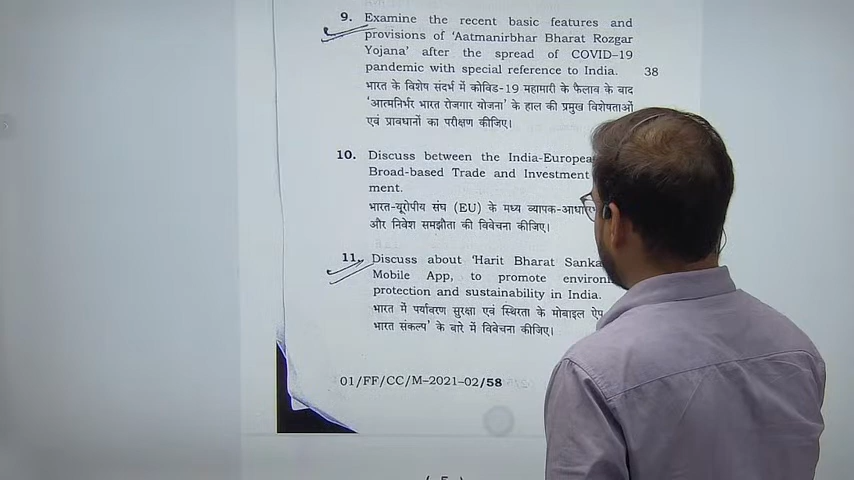 9. Examine the recent basic features and
provisions of 'Aatmanirbhar Bharat Rozgar
Yojana' after the spread of COVID-19
pandemic with special reference to India. 38
भारत के विशेष संदर्भ में कोविड-19 महामारी के फैलाव के बाद
'आत्मनिर्भर भारत रोजगार योजना' के हाल की प्रमुख विशेषताओं
एवं प्रावधानों का परीक्षण कीजिए।
10. Discuss between the India-Europea
Broad-based Trade and Investment
ment.
भारत-यूरोपीय संघ (EU) के मध्य व्यापक-आधारि
और निवेश समझौता की विवेचना कीजिए।
11. Discuss about 'Harit Bharat Sanka
Mobile App, to promote environ
protection and sustainability in India.
भारत में पर्यावरण सुरक्षा एवं स्थिरता के मोबाइल ऐप
भारत संकल्प' के बारे में विवेचना कीजिए।
01/FF/CC/M-2021-02/58